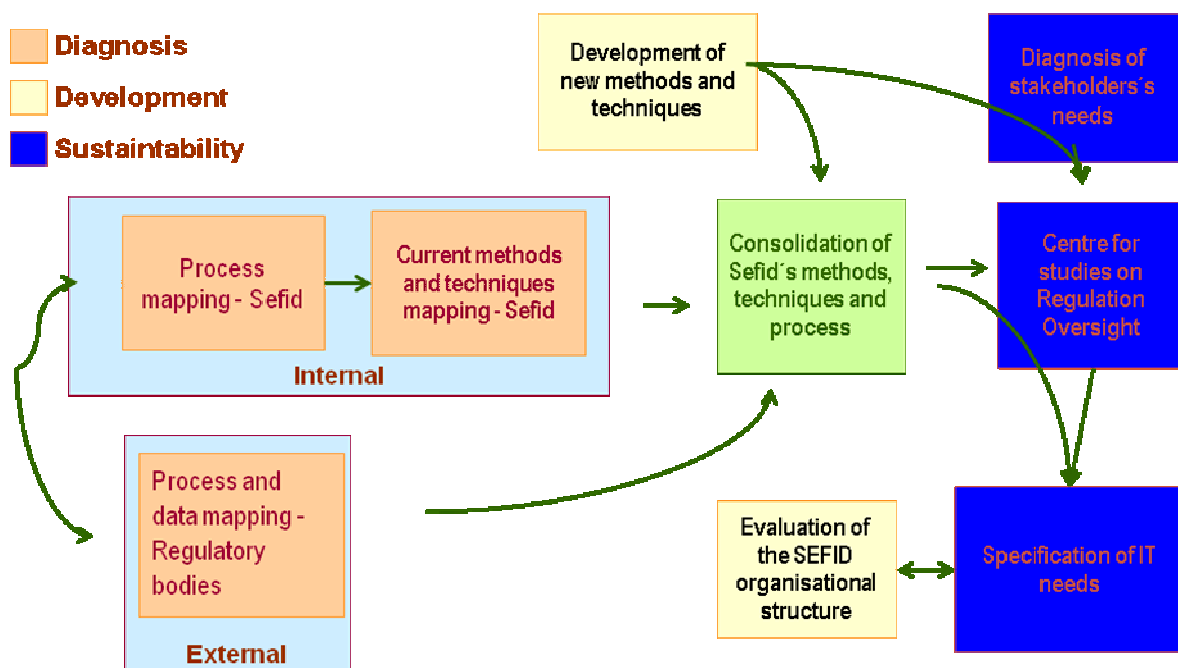 Diagnosis
Development
Sustaintability
Development of
new methods and
techniques
Diagnosis of
stakeholders´s
needs
Process
mapping - Sefid
Current methods
and techniques
mapping - Sefid
Internal
Consolidation of
Sefid´s methods,
techniques and
process
Centre for
studies on
Regulation
Oversight
Process and
data mapping -
Regulatory
bodies
External
Evaluation of
the SEFID
organisational
structure
Specification of IT
needs